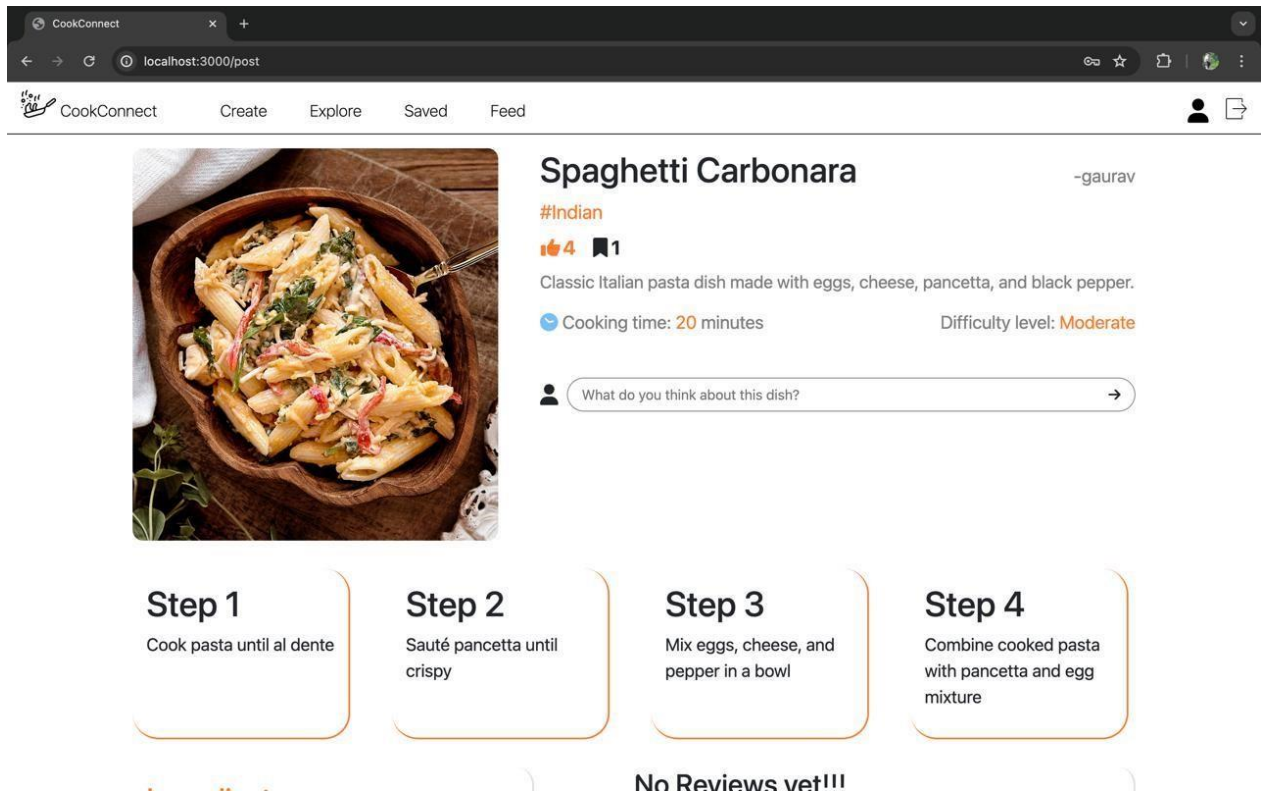 CookConnect
localhost:3000/post
CookConnect Create Explore Saved Feed
Spaghetti Carbonara -gaurav
#Indian
4 1
Classic Italian pasta dish made with eggs, cheese, pancetta, and black pepper.
Cooking time: 20 minutes Difficulty level: Moderate
What do you think about this dish?
Step 1
Cook pasta until al dente
Step 2
Sauté pancetta until
crispy
Step 3
Mix eggs, cheese, and
pepper in a bowl
Step 4
Combine cooked pasta
with pancetta and egg
mixture
No Reviews yet!!!